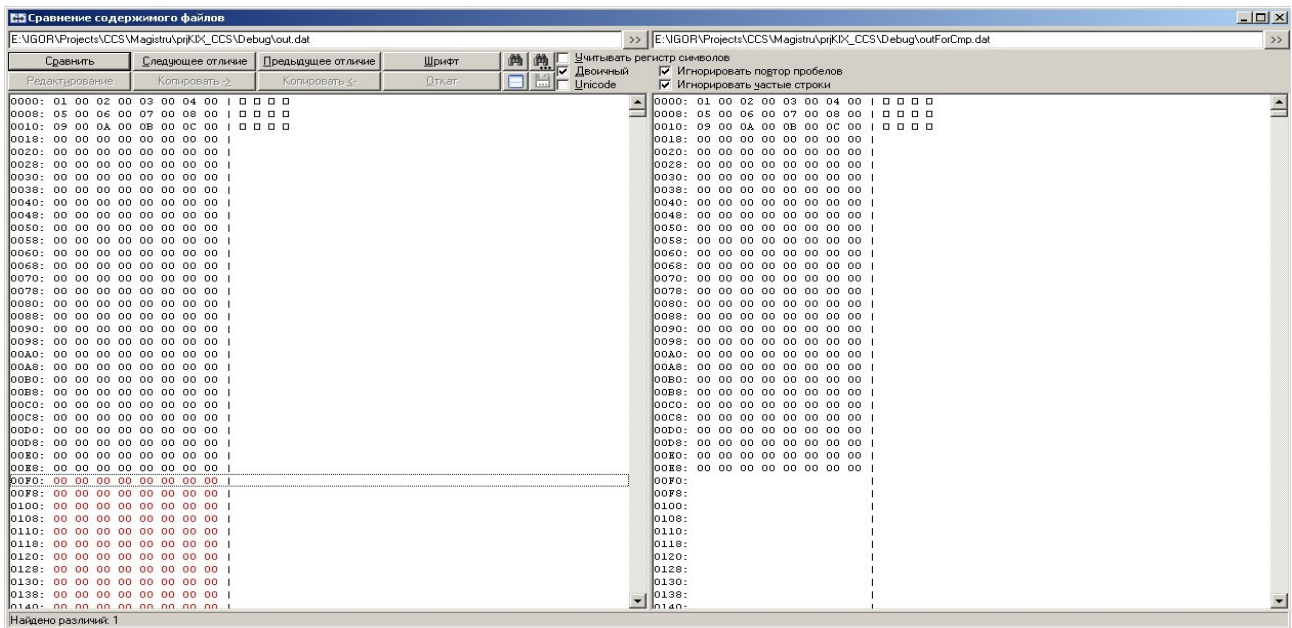 Сравнение содержимого файлов
E:\IGOR\Projects\CCS\Magistru\prjKIX_CCS\Debug\out.dat >> E:\IGOR\Projects\CCS\Magistru\prjKIX_CCS\Debug\outForCmp.dat >>
Сравнить Следующее отличие Предыдущее отличие Шрифт Учитывать регистр символов
Двоичный Игнорировать повтор пробелов
Редактирование Копировать -> Копировать <- Откат Unicode Игнорировать частые строки
0000: 01 00 02 00 03 00 04 00 | □ □ □ □
0008: 05 00 06 00 07 00 08 00 | □ □ □ □
0010: 09 00 0A 00 0B 00 0C 00 | □ □ □ □
0018: 00 00 00 00 00 00 00 00 |
0020: 00 00 00 00 00 00 00 00 |
0028: 00 00 00 00 00 00 00 00 |
0030: 00 00 00 00 00 00 00 00 |
0038: 00 00 00 00 00 00 00 00 |
0040: 00 00 00 00 00 00 00 00 |
0048: 00 00 00 00 00 00 00 00 |
0050: 00 00 00 00 00 00 00 00 |
0058: 00 00 00 00 00 00 00 00 |
0060: 00 00 00 00 00 00 00 00 |
0068: 00 00 00 00 00 00 00 00 |
0070: 00 00 00 00 00 00 00 00 |
0078: 00 00 00 00 00 00 00 00 |
0080: 00 00 00 00 00 00 00 00 |
0088: 00 00 00 00 00 00 00 00 |
0090: 00 00 00 00 00 00 00 00 |
0098: 00 00 00 00 00 00 00 00 |
00A0: 00 00 00 00 00 00 00 00 |
00A8: 00 00 00 00 00 00 00 00 |
00B0: 00 00 00 00 00 00 00 00 |
00B8: 00 00 00 00 00 00 00 00 |
00C0: 00 00 00 00 00 00 00 00 |
00C8: 00 00 00 00 00 00 00 00 |
00D0: 00 00 00 00 00 00 00 00 |
00D8: 00 00 00 00 00 00 00 00 |
00E0: 00 00 00 00 00 00 00 00 |
00E8: 00 00 00 00 00 00 00 00 |
00F0: 00 00 00 00 00 00 00 00 |
00F8: 00 00 00 00 00 00 00 00 |
0100: 00 00 00 00 00 00 00 00 |
0108: 00 00 00 00 00 00 00 00 |
0110: 00 00 00 00 00 00 00 00 |
0118: 00 00 00 00 00 00 00 00 |
0120: 00 00 00 00 00 00 00 00 |
0128: 00 00 00 00 00 00 00 00 |
0130: 00 00 00 00 00 00 00 00 |
0138: 00 00 00 00 00 00 00 00 |
0140: 00 00 00 00 00 00 00 00 |
0000: 01 00 02 00 03 00 04 00 | □ □ □ □
0008: 05 00 06 00 07 00 08 00 | □ □ □ □
0010: 09 00 0A 00 0B 00 0C 00 | □ □ □ □
0018: 00 00 00 00 00 00 00 00 |
0020: 00 00 00 00 00 00 00 00 |
0028: 00 00 00 00 00 00 00 00 |
0030: 00 00 00 00 00 00 00 00 |
0038: 00 00 00 00 00 00 00 00 |
0040: 00 00 00 00 00 00 00 00 |
0048: 00 00 00 00 00 00 00 00 |
0050: 00 00 00 00 00 00 00 00 |
0058: 00 00 00 00 00 00 00 00 |
0060: 00 00 00 00 00 00 00 00 |
0068: 00 00 00 00 00 00 00 00 |
0070: 00 00 00 00 00 00 00 00 |
0078: 00 00 00 00 00 00 00 00 |
0080: 00 00 00 00 00 00 00 00 |
0088: 00 00 00 00 00 00 00 00 |
0090: 00 00 00 00 00 00 00 00 |
0098: 00 00 00 00 00 00 00 00 |
00A0: 00 00 00 00 00 00 00 00 |
00A8: 00 00 00 00 00 00 00 00 |
00B0: 00 00 00 00 00 00 00 00 |
00B8: 00 00 00 00 00 00 00 00 |
00C0: 00 00 00 00 00 00 00 00 |
00C8: 00 00 00 00 00 00 00 00 |
00D0: 00 00 00 00 00 00 00 00 |
00D8: 00 00 00 00 00 00 00 00 |
00E0: 00 00 00 00 00 00 00 00 |
00E8: 00 00 00 00 00 00 00 00 |
00F0: |
00F8: |
0100: |
0108: |
0110: |
0118: |
0120: |
0128: |
0130: |
0138: |
0140: |
Найдено различий: 1